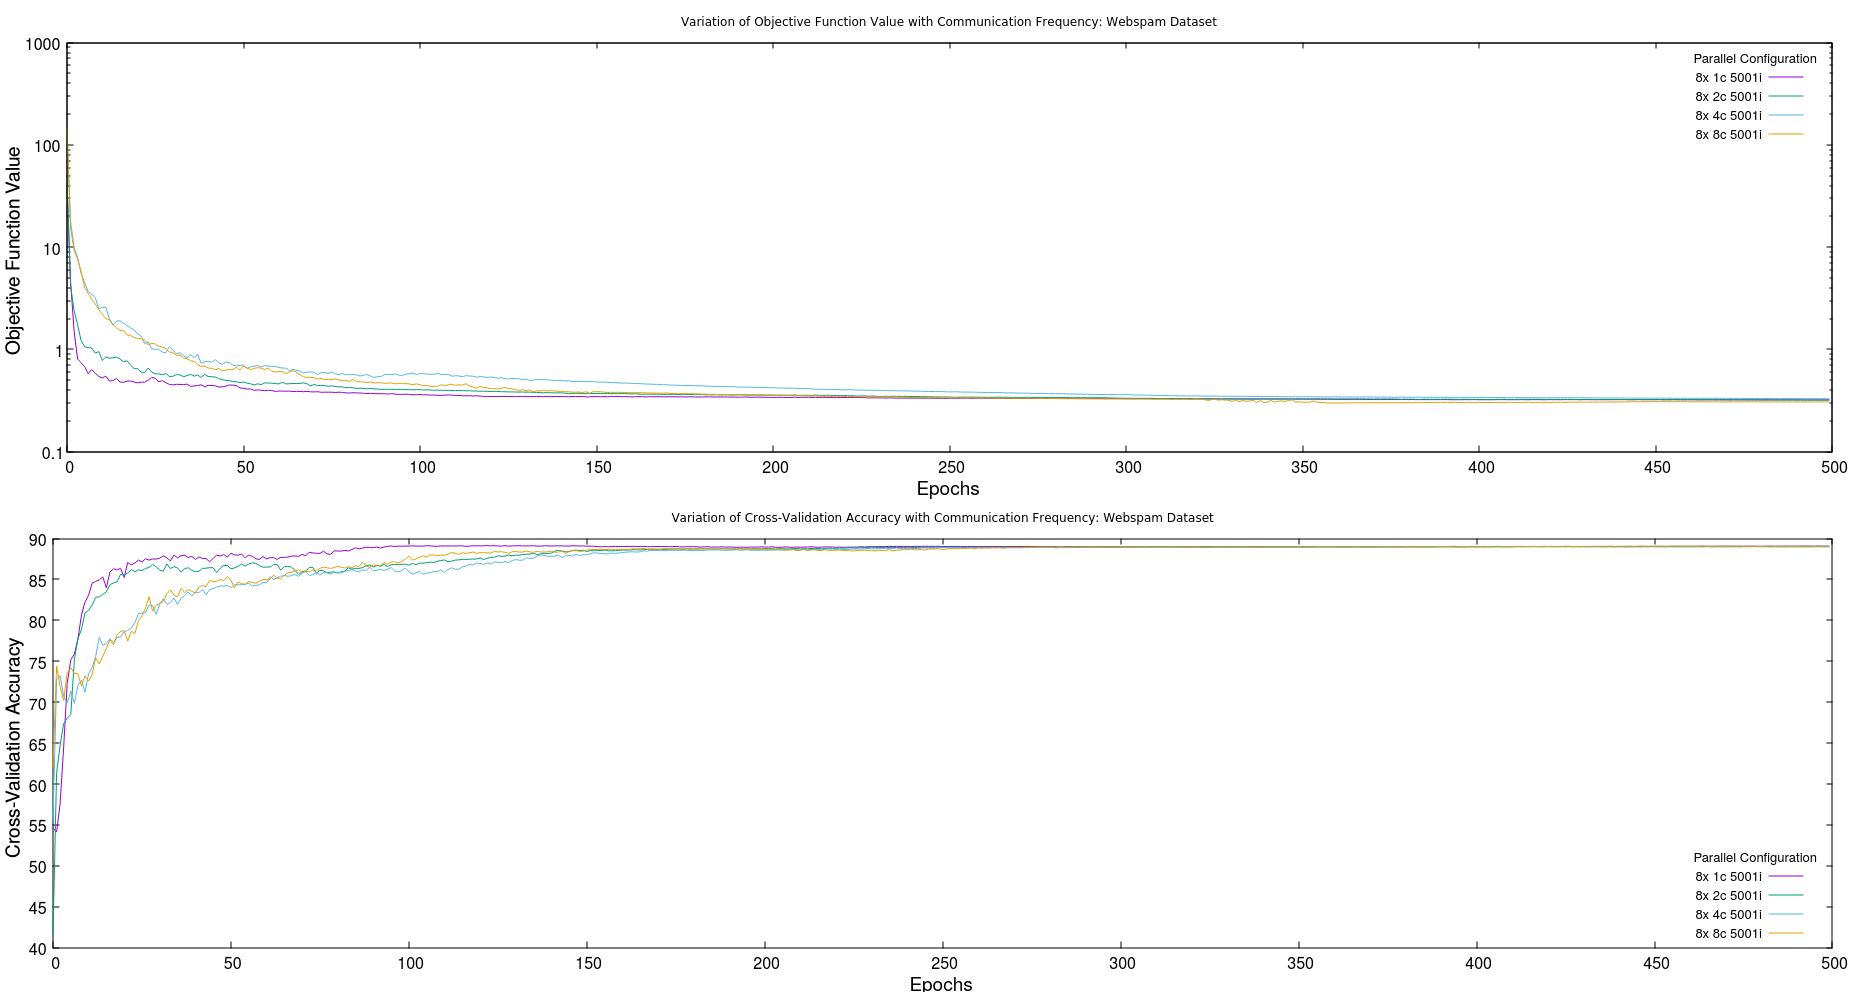 Variation of Objective Function Value with Communication Frequency: Webspam Dataset
1000
100
10
1
0.1
Objective Function Value
Parallel Configuration
8x 1c 5001i
8x 2c 5001i
8x 4c 5001i
8x 8c 5001i
0 50 100 150 200 250 300 350 400 450 500
Epochs
Variation of Cross-Validation Accuracy with Communication Frequency: Webspam Dataset
90
85
80
75
70
65
60
55
50
45
40
Cross-Validation Accuracy
Parallel Configuration
8x 1c 5001i
8x 2c 5001i
8x 4c 5001i
8x 8c 5001i
0 50 100 150 200 250 300 350 400 450 500
Epochs